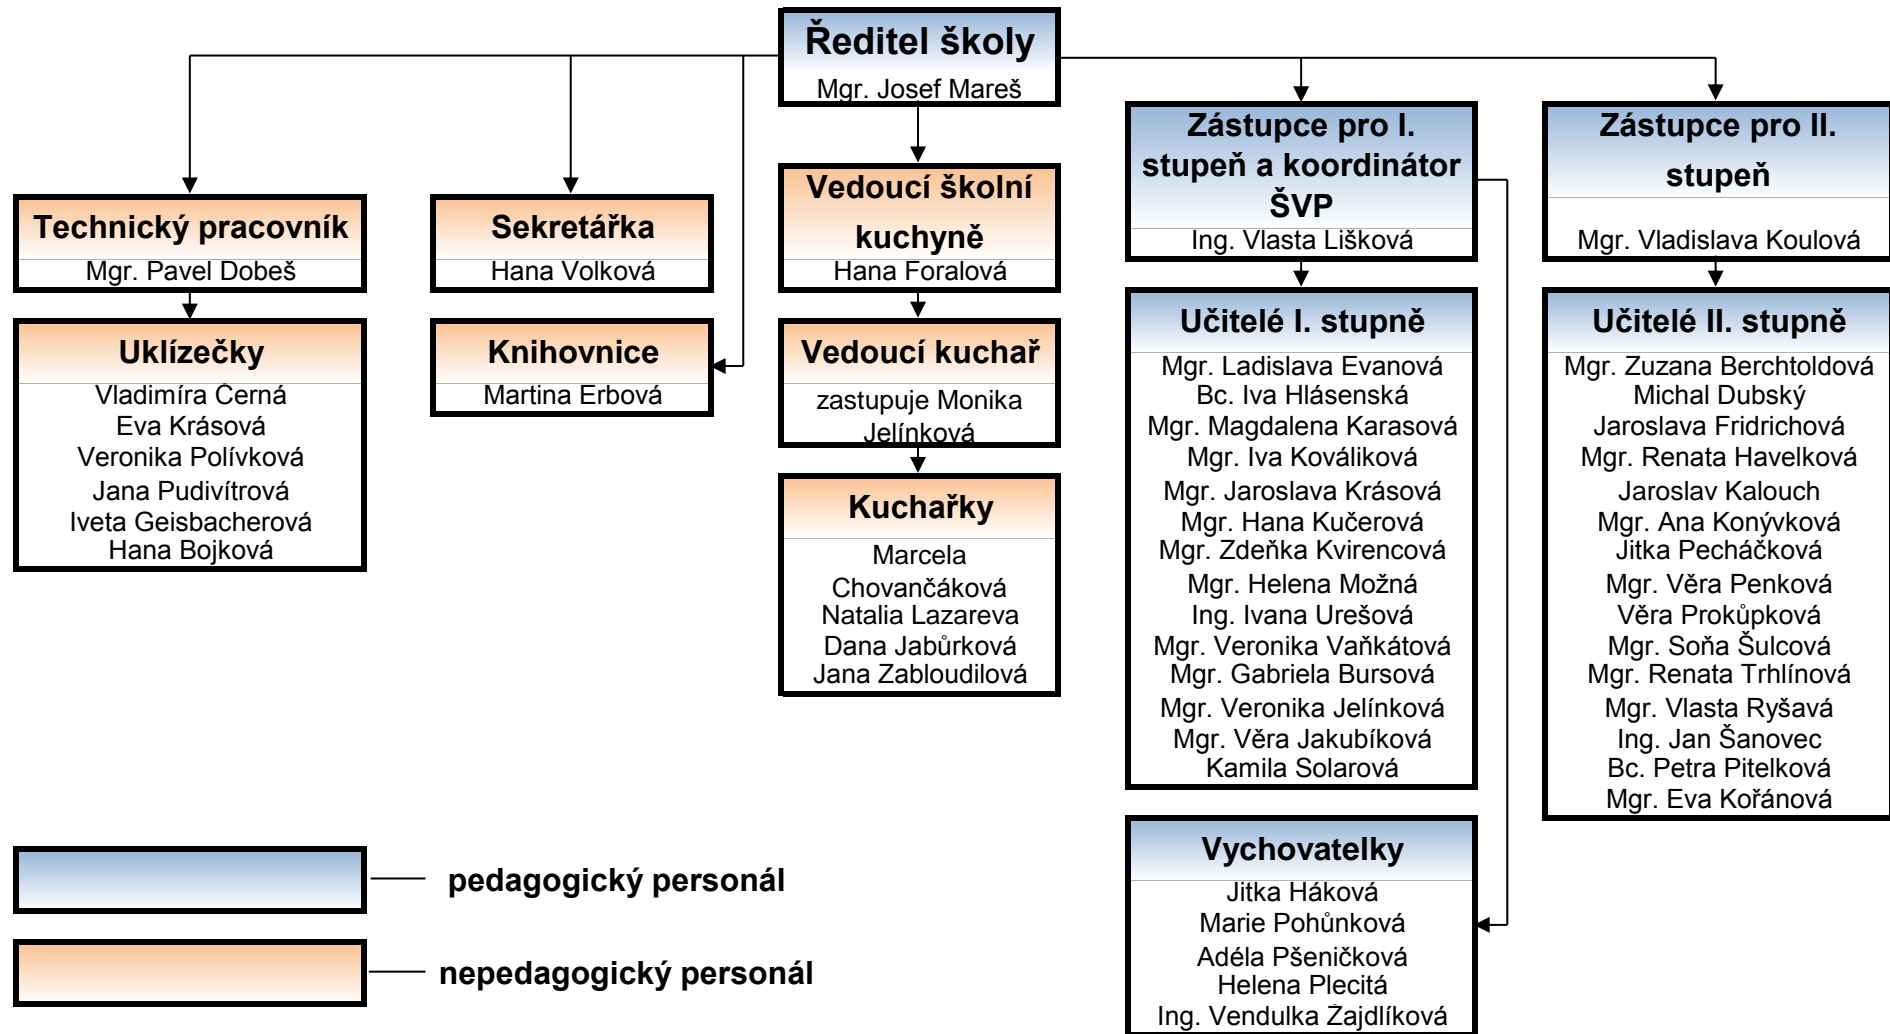 Ředitel školy
Mgr. Josef Mareš
Technický pracovník
Mgr. Pavel Dobeš
Uklízečky
Vladimíra Černá
Eva Krásová
Veronika Polívková
Jana Pudivítrová
Iveta Geisbacherová
Hana Bojková
Sekretářka
Hana Volková
Knihovnice
Martina Erbová
Vedoucí školní
kuchyně
Hana Foralová
Vedoucí kuchař
zastupuje Monika
Jelínková
Kuchařky
Marcela
Chovančáková
Natalia Lazareva
Dana Jabůrková
Jana Zabloudilová
Zástupce pro I.
stupeň a koordinátor
ŠVP
Ing. Vlasta Lišková
Učitelé I. stupně
Mgr. Ladislava Evanová
Bc. Iva Hlásenská
Mgr. Magdalena Karasová
Mgr. Iva Kováliková
Mgr. Jaroslava Krásová
Mgr. Hana Kučerová
Mgr. Zdeňka Kvirencová
Mgr. Helena Možná
Ing. Ivana Urešová
Mgr. Veronika Vaňkátová
Mgr. Gabriela Bursová
Mgr. Veronika Jelínková
Mgr. Věra Jakubíková
Kamila Solarová
Vychovatelky
Jitka Háková
Marie Pohůnková
Adéla Pšeničková
Helena Plecitá
Ing. Vendulka Žajdlíková
Zástupce pro II.
stupeň
Mgr. Vladislava Koulová
Učitelé II. stupně
Mgr. Zuzana Berchtoldová
Michal Dubský
Jaroslava Fridrichová
Mgr. Renata Havelková
Jaroslav Kalouch
Mgr. Ana Konývková
Jitka Pecháčková
Mgr. Věra Penková
Věra Prokůpková
Mgr. Soňa Šulcová
Mgr. Renata Trhlínová
Mgr. Vlasta Ryšavá
Ing. Jan Šanovec
Bc. Petra Pitelková
Mgr. Eva Kořánová
pedagogický personál
nepedagogický personál